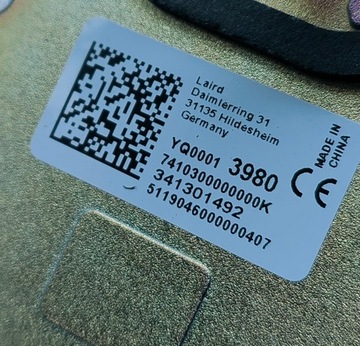 Laird
Daimlerring 31
31135 Hildesheim
Germany
YQ0001 3980
7410300000000K
341301492
5119046000000407
CE
MADE IN
CHINA